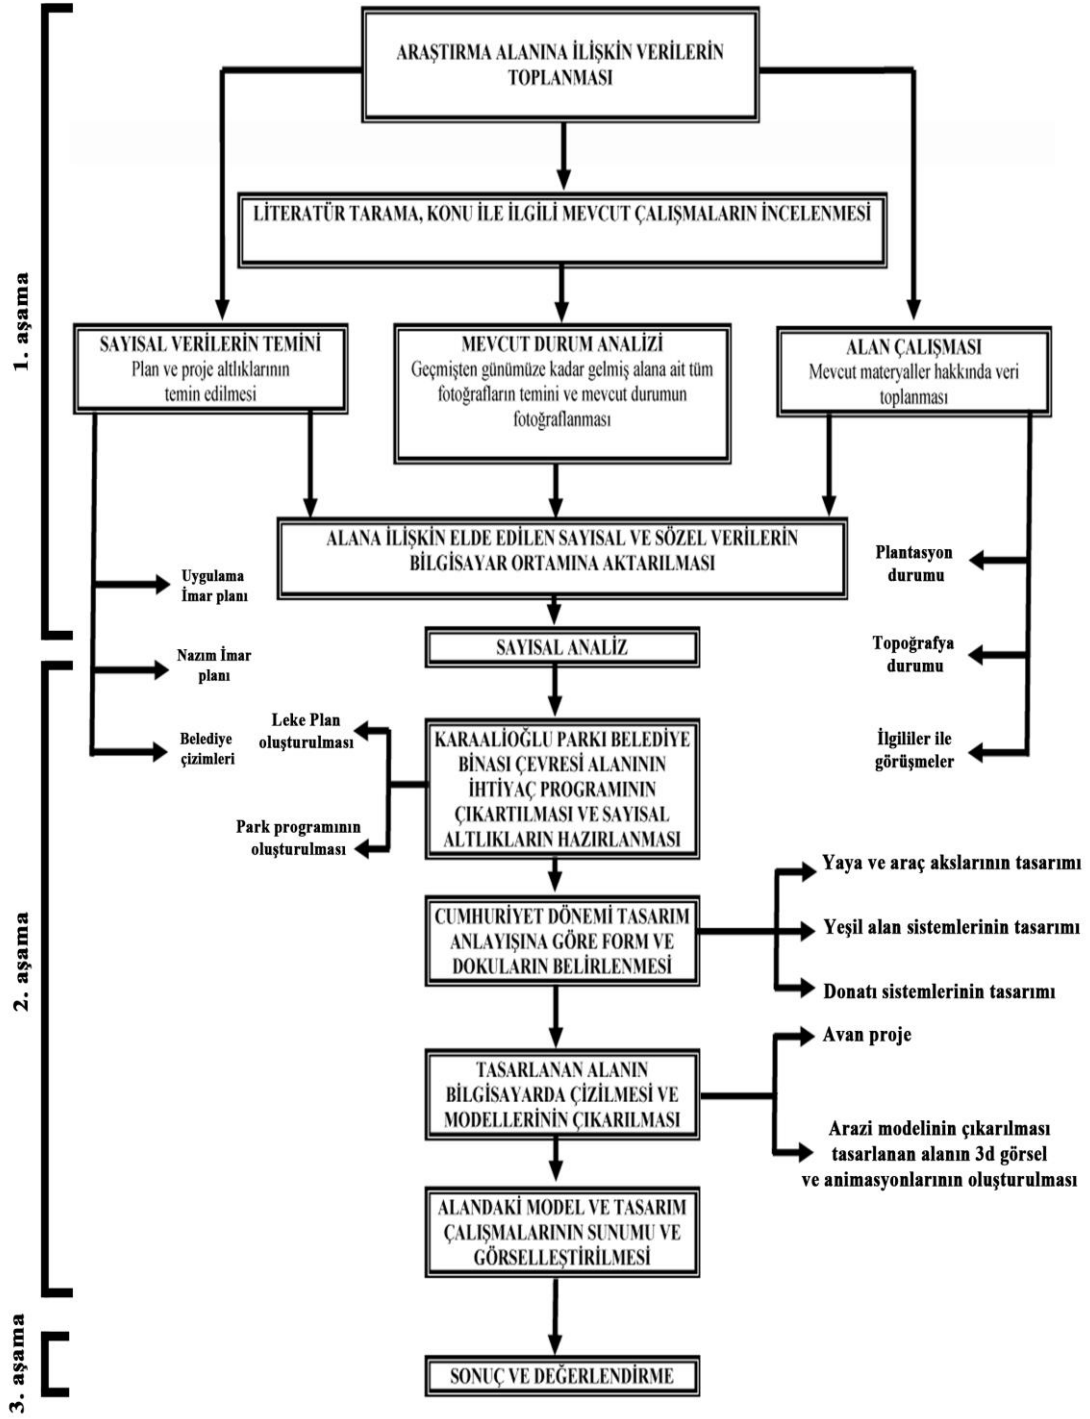 1. aşama
ARAŞTIRMA ALANINA İLİŞKİN VERİLERİN
TOPLANMASI
LİTERATÜR TARAMA, KONU İLE İLGİLİ MEVCUT ÇALIŞMALARIN İNCELENMESİ
SAYISAL VERİLERİN TEMİNİ
Plan ve proje altlıklarının
temin edilmesi
MEVCUT DURUM ANALİZİ
Geçmişten günümüze kadar gelmiş alana ait tüm
fotoğrafların temini ve mevcut durumun
fotoğraflanması
ALAN ÇALIŞMASI
Mevcut materyaller hakkında veri
toplanması
ALANA İLİŞKİN ELDE EDİLEN SAYISAL VE SÖZEL VERİLERİN
BİLGİSAYAR ORTAMINA AKTARILMASI
Uygulama
İmar planı
Nazım İmar
planı
Belediye
çizimleri
Plantasyon
durumu
Topoğrafya
durumu
İlgililer ile
görüşmeler
SAYISAL ANALİZ
2. aşama
KARAALİOĞLU PARKI BELEDİYE
BİNASI ÇEVRESİ ALANININ
İHTİYAÇ PROGRAMININ
ÇIKARTILMASI VE SAYISAL
ALTLIKLARIN HAZIRLANMASI
Leke Plan
oluşturulması
Park programının
oluşturulması
CUMHURİYET DÖNEMİ TASARIM
ANLAYIŞINA GÖRE FORM VE
DOKULARIN BELİRLENMESİ
Yaya ve araç akslarının tasarımı
Yeşil alan sistemlerinin tasarımı
Donatı sistemlerinin tasarımı
TASARLANAN ALANIN
BİLGİSAYARDA ÇİZİLMESİ VE
MODELLERİNİN ÇIKARILMASI
Avan proje
Arazi modelinin çıkarılması
tasarlanan alanın 3d görsel
ve animasyonlarının oluşturulması
ALANDAKİ MODEL VE TASARIM
ÇALIŞMALARININ SUNUMU VE
GÖRSELLEŞTİRİLMESİ
3. aşama
SONUÇ VE DEĞERLENDİRME